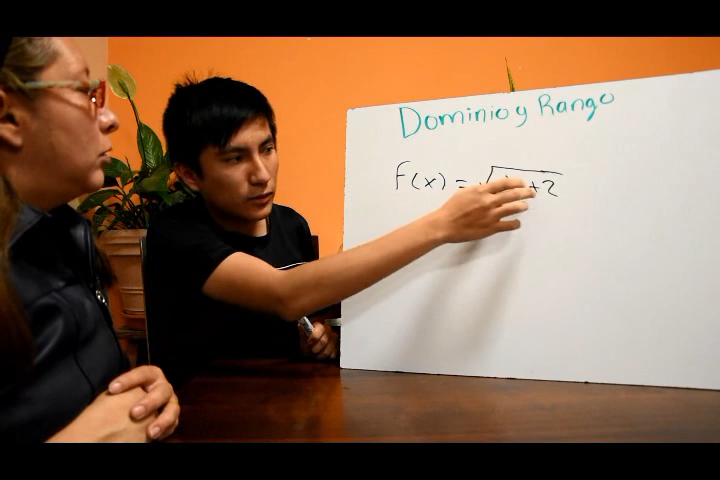 Dominio y Rango
f(x) = √ +2